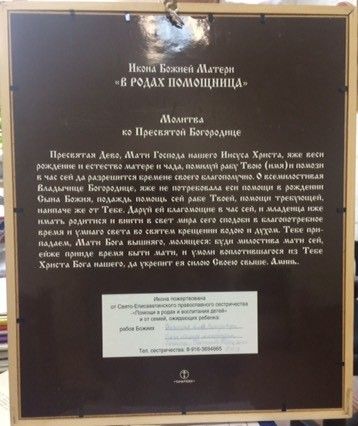 Икона Божией Матери
«В РОДАХ ПОМОЩНИЦА»
Молитва
ко Пресвятой Богородице
Пресвятая Дево, Мати Господа нашего Иисуса Христа, яже веси
рождение и естество матере и чада, помилуй рабу Твою (имя) и помози
в час сей да разрешится времене своего благополучно. О всемилостивая
Владычице Богородице, яже не потребовала еси помощи в рождении
Сына Божия, подаждь помощь сей рабе Твоей, помощи требующей,
наипаче же от Тебе. Даруй ей благомощие в час сей, и младенца иже
имать родитися и внити в свет мира сего сподоби в благопотребное
время и умнаго света во святем крещении водою и духом. Тебе при-
падаем, Мати Бога вышняго, молящеся: буди милостива мати сей,
ейже прииде время быти мати, и умоли воплотившагося из Тебе
Христа Бога нашего, да укрепит ея силою Своею свыше. Аминь.
Икона пожертвована
от Свято-Елисаветинского православного сестричества
«Помощи в родах и воспитания детей»
и от семей, ожидающих ребенка:
рабов Божиих
Тел. сестричества: 8-916-3694665